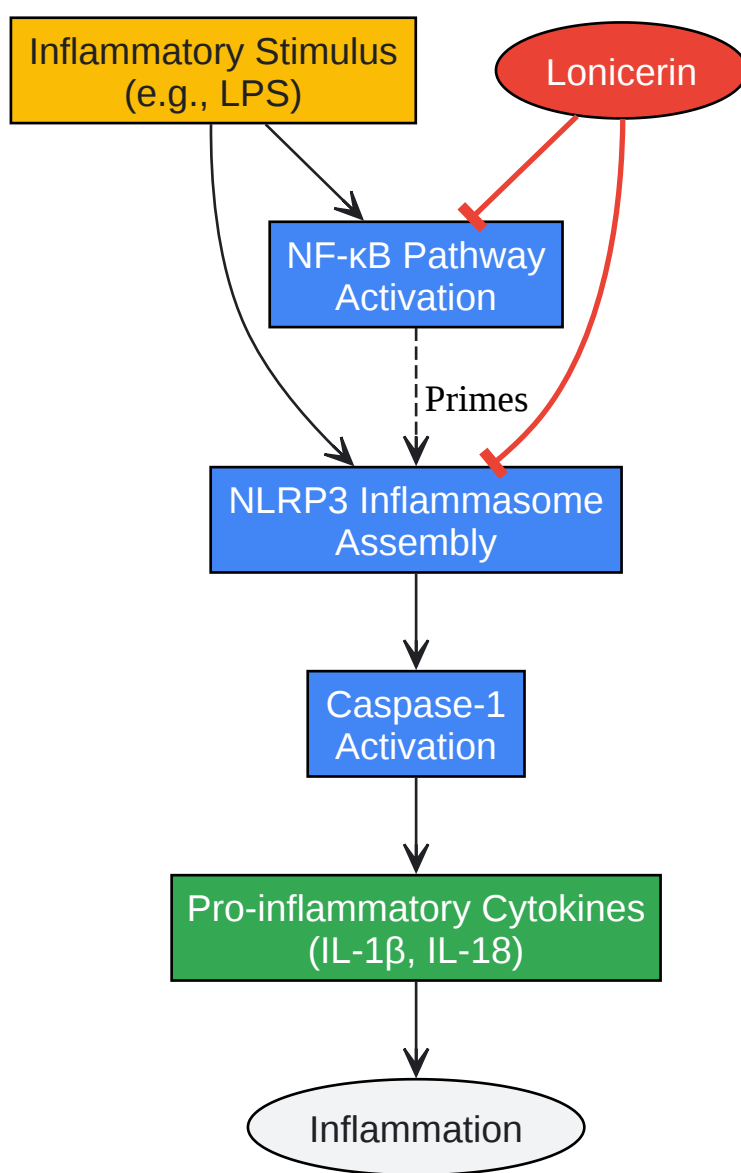 Inflammatory Stimulus
(e.g., LPS)
Lonicerin
NF-κB Pathway
Activation
Primes
NLRP3 Inflammasome
Assembly
Caspase-1
Activation
Pro-inflammatory Cytokines
(IL-1β, IL-18)
Inflammation